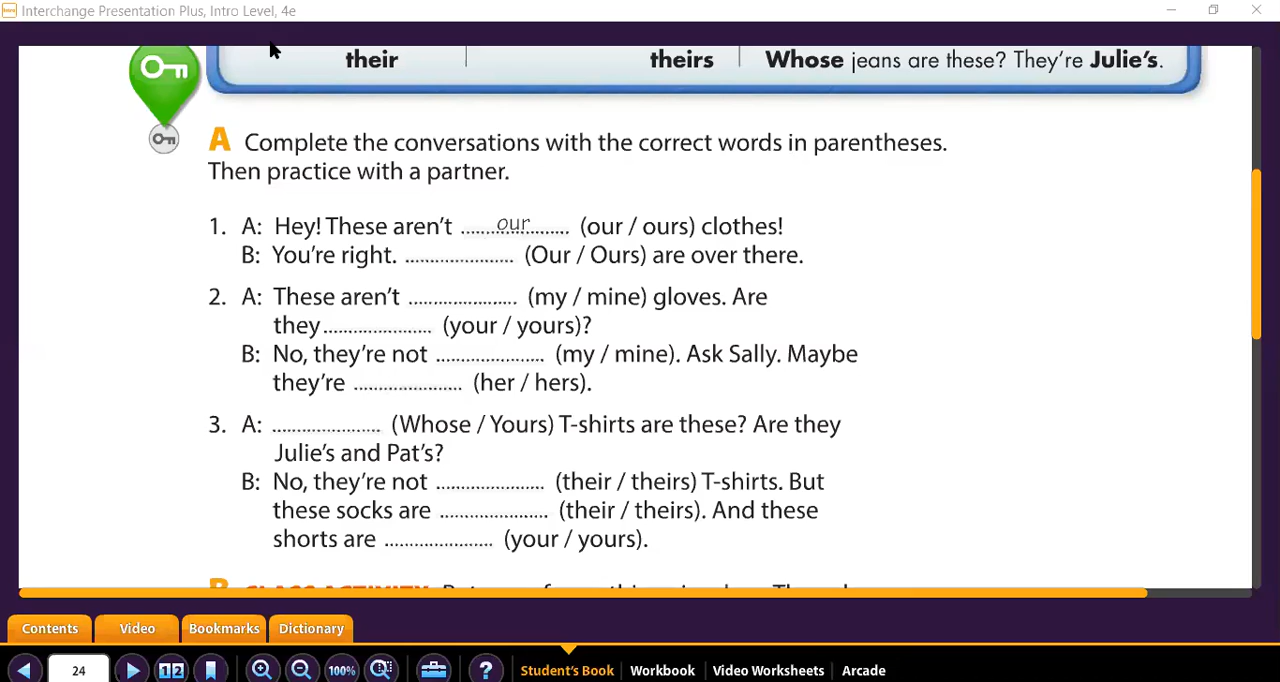 Interchange Presentation Plus, Intro Level, 4e
their theirs Whose jeans are these? They're Julie's.
A Complete the conversations with the correct words in parentheses.
Then practice with a partner.
1. A: Hey! These aren't ........our.......... (our / ours) clothes!
B: You're right. ...................... (Our / Ours) are over there.
2. A: These aren't ...................... (my / mine) gloves. Are
they ...................... (your / yours)?
B: No, they're not ...................... (my / mine). Ask Sally. Maybe
they're ...................... (her / hers).
3. A: ...................... (Whose / Yours) T-shirts are these? Are they
Julie's and Pat's?
B: No, they're not ...................... (their / theirs) T-shirts. But
these socks are ...................... (their / theirs). And these
shorts are ...................... (your / yours).
Contents Video Bookmarks Dictionary
24 12 100% ? Student's Book Workbook Video Worksheets Arcade